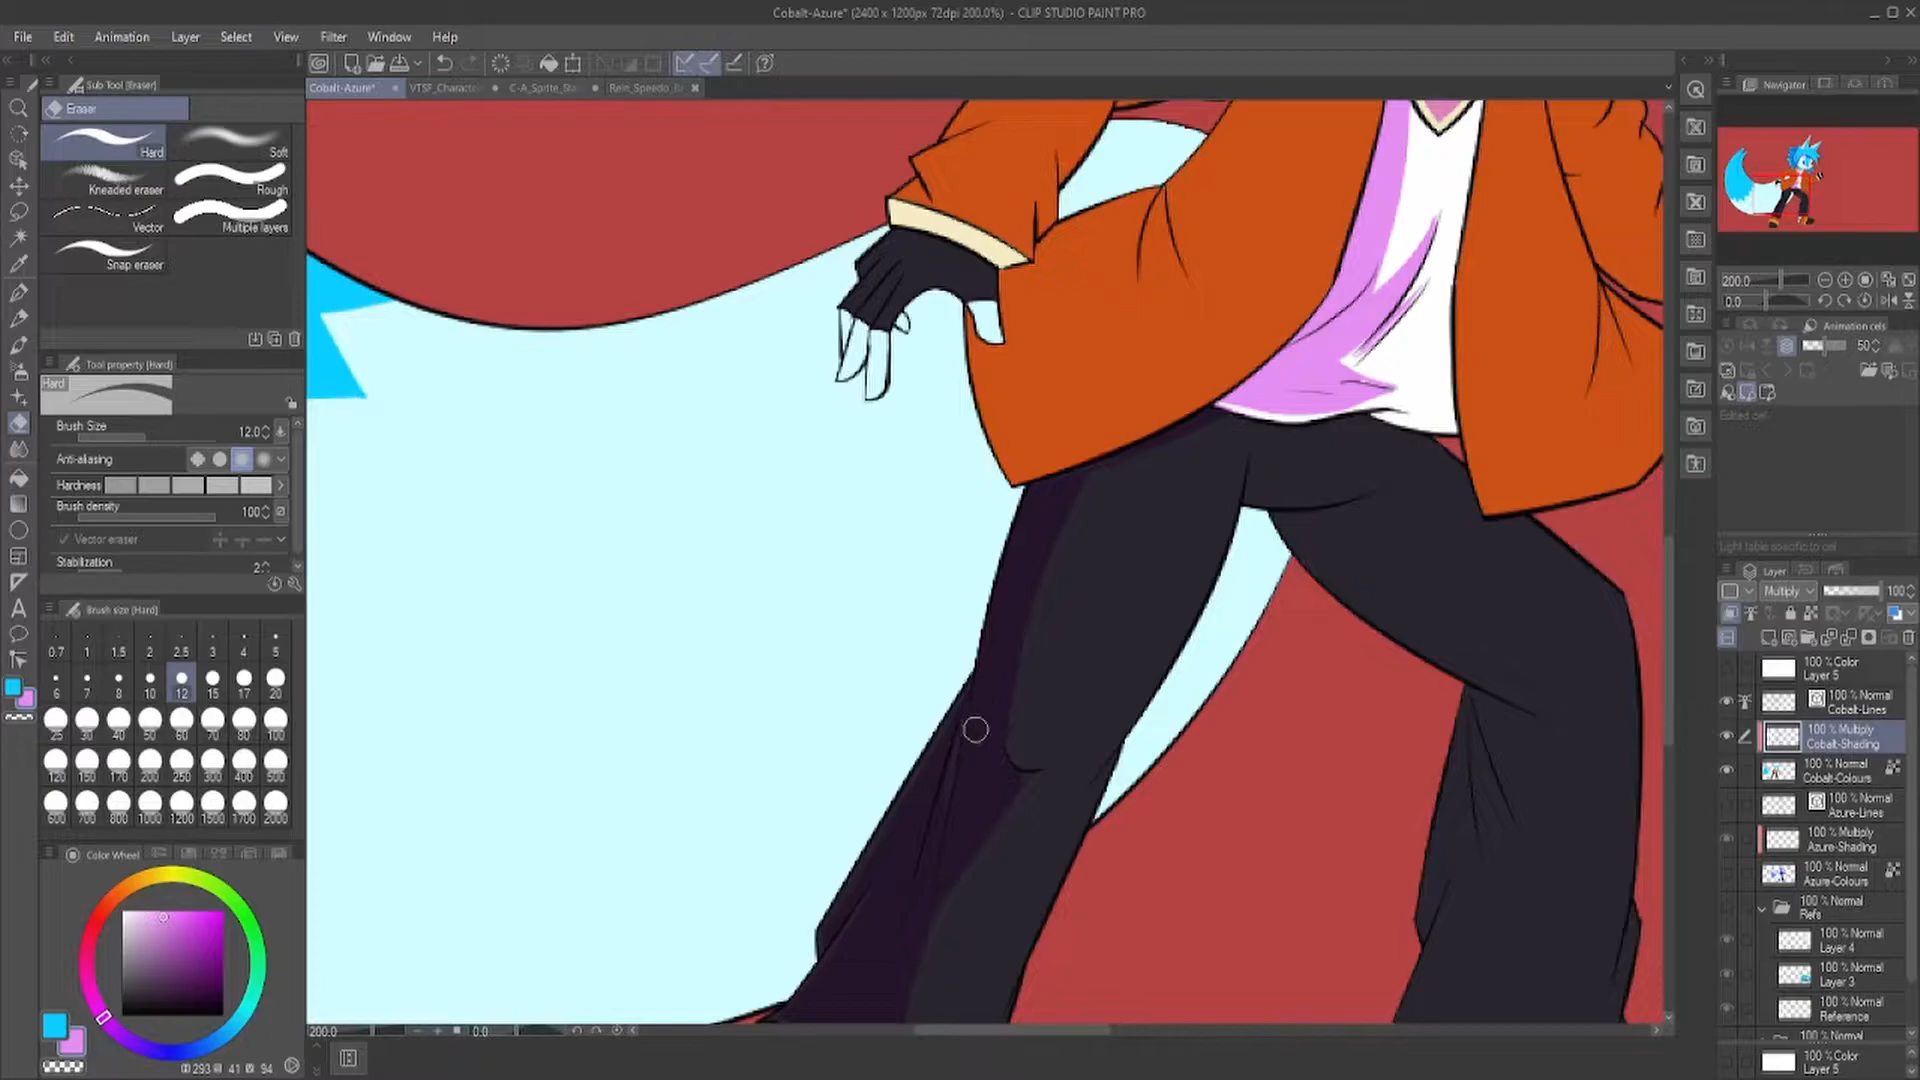 Cobalt-Azure* (2400 x 1200px 72dpi 200.0%) - CLIP STUDIO PAINT PRO
File Edit Animation Layer Select View Filter Window Help
Sub Tool [Eraser]
Cobalt-Azure*
Navigator
Eraser
Hard
Soft
Kneaded eraser
Rough
Vector
Multiple layers
Snap eraser
Tool property [Hard]
Hard
Brush Size
12.0
Anti-aliasing
Hardness
Brush density
100
Vector eraser
Stabilization
2
Brush size [Hard]
0.7 1 1.5 2 2.5 3 4 5
6 7 8 10 12 15 17 20
25 30 40 50 60 70 80 100
120 150 170 200 250 300 400 500
600 700 800 1000 1200 1500 1700 2000
Color Wheel
293 41 94
200.0
0.0
200.0
0.0
Animation cels
50
Edited cel
Light table specific to cel
Layer
Multiply
100
100 % Color
Layer 5
100 % Normal
Cobalt-Lines
100 % Multiply
Cobalt-Shading
100 % Normal
Cobalt-Colours
100 % Normal
Azure-Lines
100 % Multiply
Azure-Shading
100 % Normal
Azure-Colours
100 % Normal
Refs
100 % Normal
Layer 4
100 % Normal
Layer 3
100 % Normal
Reference
100 % Normal
100 % Color
Layer 5